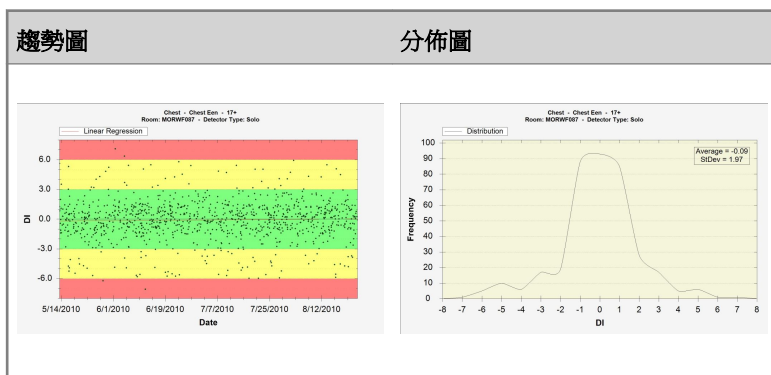 趨勢圖
分佈圖
Chest - Chest Een - 17+
Room: MORWF087 - Detector Type: Solo
Linear Regression
DI
6.0
3.0
0.0
-3.0
-6.0
5/14/2010 6/1/2010 6/19/2010 7/7/2010 7/25/2010 8/12/2010
Date
Chest - Chest Een - 17+
Room: MORWF087 - Detector Type: Solo
Distribution
Average = -0.09
StDev = 1.97
Frequency
100
90
80
70
60
50
40
30
20
10
0
-8 -7 -6 -5 -4 -3 -2 -1 0 1 2 3 4 5 6 7 8
DI